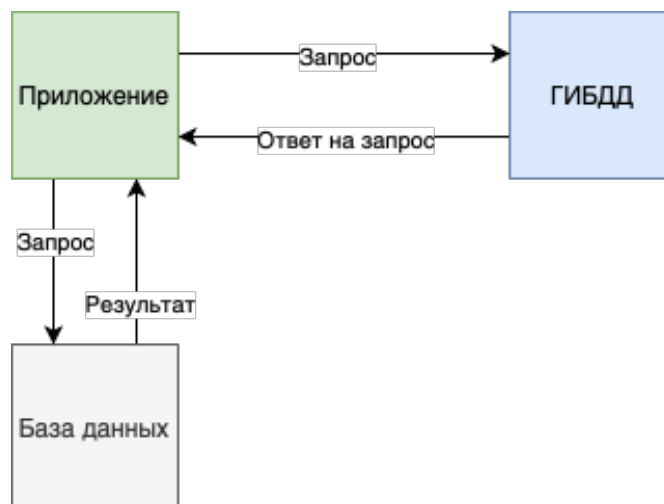 Запрос
Приложение
ГИБДД
Ответ на запрос
Запрос
Результат
База данных